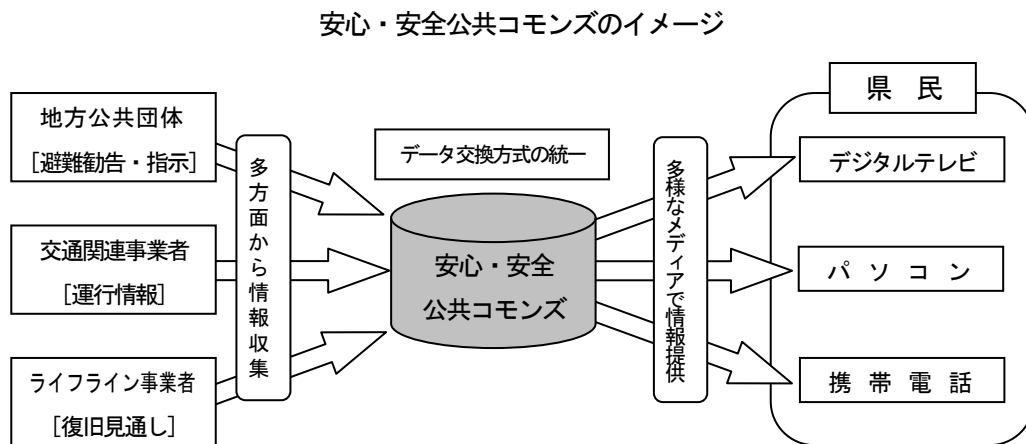 安心・安全公共コモンズのイメージ
地方公共団体
[避難勧告・指示]
交通関連事業者
[運行情報]
ライフライン事業者
[復旧見通し]
多方面から情報収集
データ交換方式の統一
安心・安全
公共コモンズ
多様なメディアで情報提供
県 民
デジタルテレビ
パ ソ コ ン
携 帯 電 話